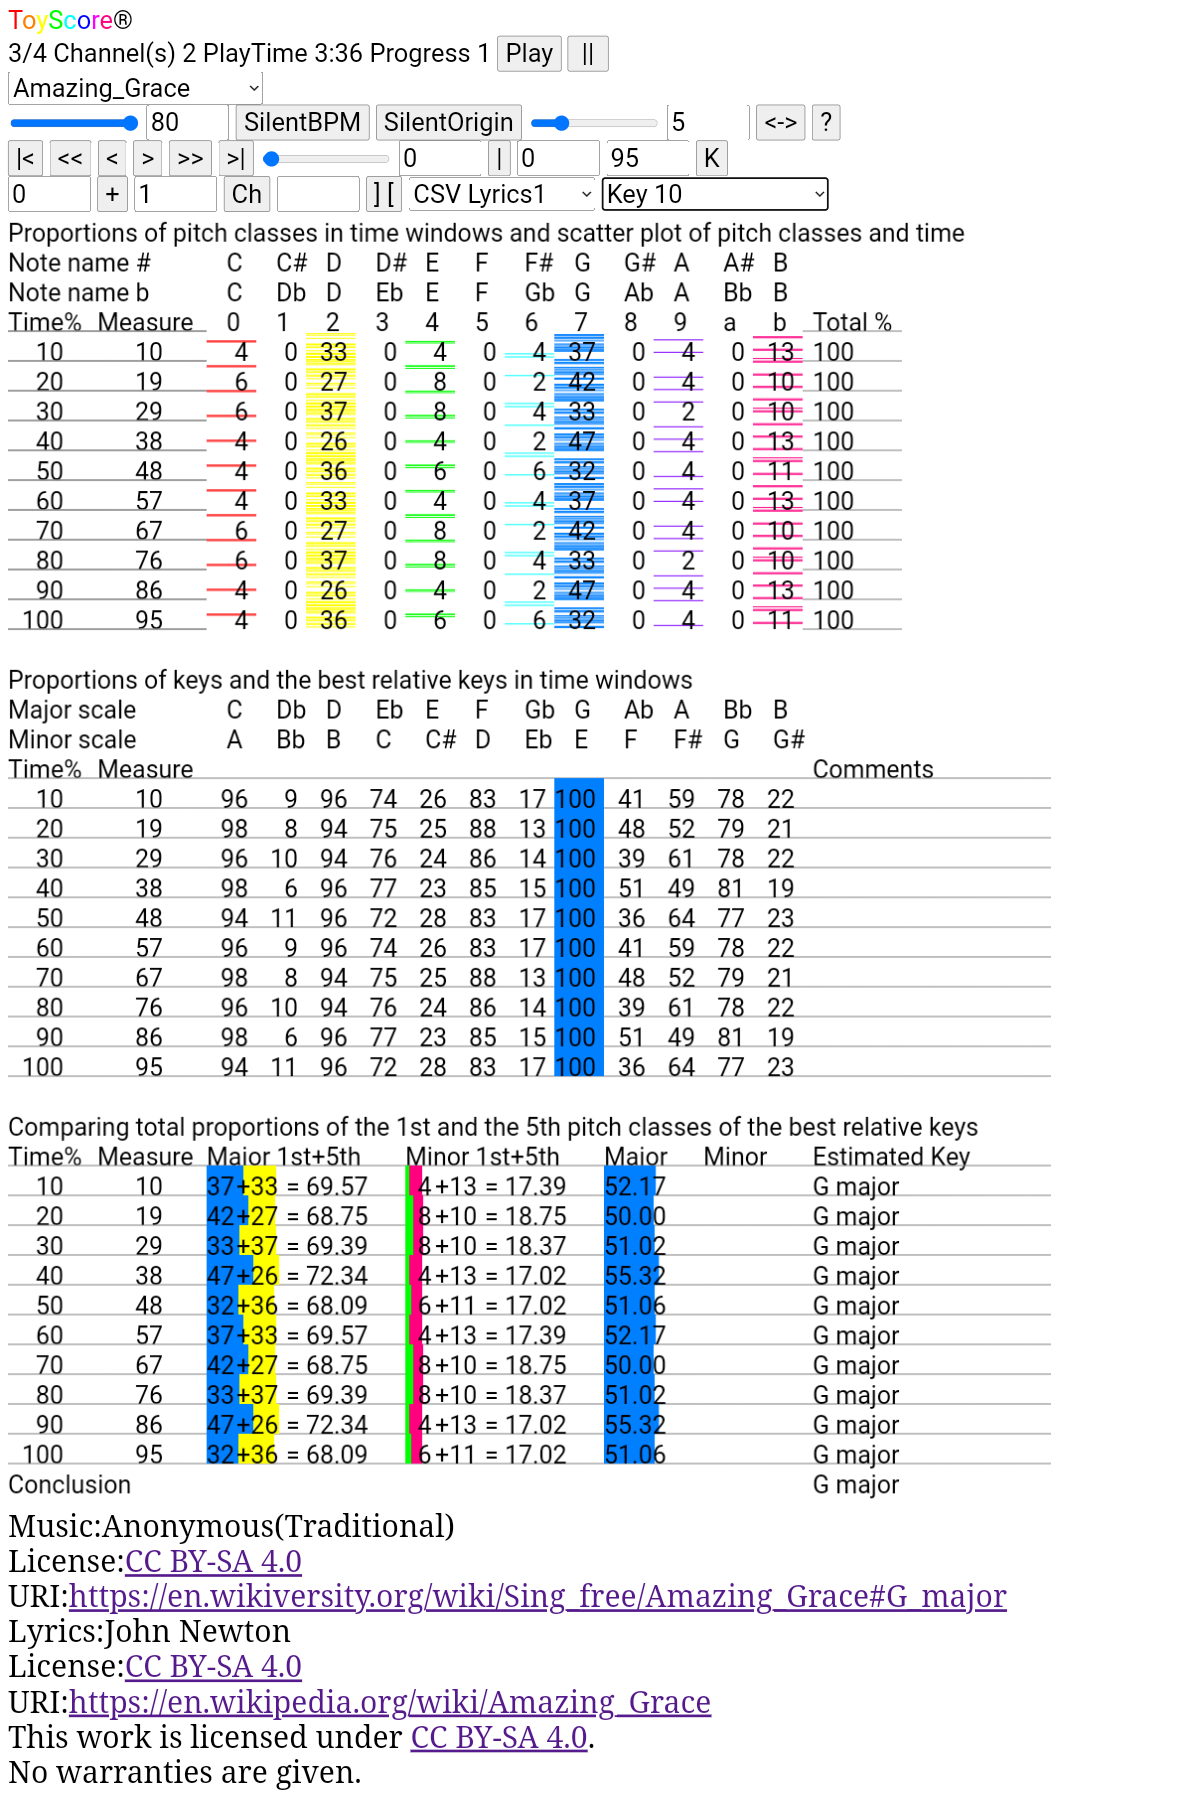 ToyScore®
3/4 Channel(s) 2 PlayTime 3:36 Progress 1 Play ||
Amazing_Grace
80 SilentBPM SilentOrigin 5 <-> ?
|< << < > >> >| 0 | 0 95 K
0 + 1 Ch ] [ CSV Lyrics1 Key 10
Proportions of pitch classes in time windows and scatter plot of pitch classes and time
Note name # C C# D D# E F F# G G# A A# B
Note name b C Db D Eb E F Gb G Ab A Bb B
Time% Measure 0 1 2 3 4 5 6 7 8 9 a b Total %
10 10 4 0 33 0 4 0 4 37 0 4 0 13 100
20 19 6 0 27 0 8 0 2 42 0 4 0 10 100
30 29 6 0 37 0 8 0 4 33 0 2 0 10 100
40 38 4 0 26 0 4 0 2 47 0 4 0 13 100
50 48 4 0 36 0 6 0 6 32 0 4 0 11 100
60 57 4 0 33 0 4 0 4 37 0 4 0 13 100
70 67 6 0 27 0 8 0 2 42 0 4 0 10 100
80 76 6 0 37 0 8 0 4 33 0 2 0 10 100
90 86 4 0 26 0 4 0 2 47 0 4 0 13 100
100 95 4 0 36 0 6 0 6 32 0 4 0 11 100
Proportions of keys and the best relative keys in time windows
Major scale C Db D Eb E F Gb G Ab A Bb B
Minor scale A Bb B C C# D Eb E F F# G G#
Time% Measure Comments
10 10 96 9 96 74 26 83 17 100 41 59 78 22
20 19 98 8 94 75 25 88 13 100 48 52 79 21
30 29 96 10 94 76 24 86 14 100 39 61 78 22
40 38 98 6 96 77 23 85 15 100 51 49 81 19
50 48 94 11 96 72 28 83 17 100 36 64 77 23
60 57 96 9 96 74 26 83 17 100 41 59 78 22
70 67 98 8 94 75 25 88 13 100 48 52 79 21
80 76 96 10 94 76 24 86 14 100 39 61 78 22
90 86 98 6 96 77 23 85 15 100 51 49 81 19
100 95 94 11 96 72 28 83 17 100 36 64 77 23
Comparing total proportions of the 1st and the 5th pitch classes of the best relative keys
Time% Measure Major 1st+5th Minor 1st+5th Major Minor Estimated Key
10 10 37+33 = 69.57 4+13 = 17.39 52.17 G major
20 19 42+27 = 68.75 8+10 = 18.75 50.00 G major
30 29 33+37 = 69.39 8+10 = 18.37 51.02 G major
40 38 47+26 = 72.34 4+13 = 17.02 55.32 G major
50 48 32+36 = 68.09 6+11 = 17.02 51.06 G major
60 57 37+33 = 69.57 4+13 = 17.39 52.17 G major
70 67 42+27 = 68.75 8+10 = 18.75 50.00 G major
80 76 33+37 = 69.39 8+10 = 18.37 51.02 G major
90 86 47+26 = 72.34 4+13 = 17.02 55.32 G major
100 95 32+36 = 68.09 6+11 = 17.02 51.06 G major
Conclusion G major
Music:Anonymous(Traditional)
License:CC BY-SA 4.0
URI:https://en.wikiversity.org/wiki/Sing_free/Amazing_Grace#G_major
Lyrics:John Newton
License:CC BY-SA 4.0
URI:https://en.wikipedia.org/wiki/Amazing_Grace
This work is licensed under CC BY-SA 4.0.
No warranties are given.